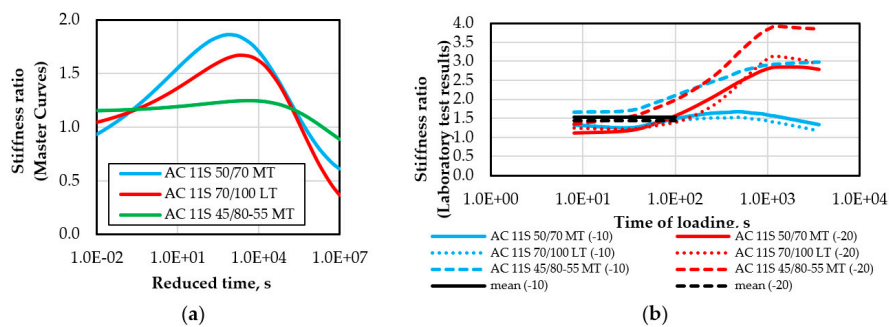 (a)
2.0
1.5
1.0
0.5
0.0
Stiffness ratio
(Master Curves)
AC 11S 50/70 MT
AC 11S 70/100 LT
AC 11S 45/80-55 MT
1.0E-02 1.0E+01 1.0E+04 1.0E+07
Reduced time, s
(a)
(b)
4.0
3.5
3.0
2.5
2.0
1.5
1.0
0.5
0.0
Stiffness ratio
(Laboratory test results)
1.0E+00 1.0E+01 1.0E+02 1.0E+03 1.0E+04
Time of loading, s
AC 11S 50/70 MT (-10) AC 11S 50/70 MT (-20)
AC 11S 70/100 LT (-10) AC 11S 70/100 LT (-20)
AC 11S 45/80-55 MT (-10) AC 11S 45/80-55 MT (-20)
mean (-10) mean (-20)
(b)